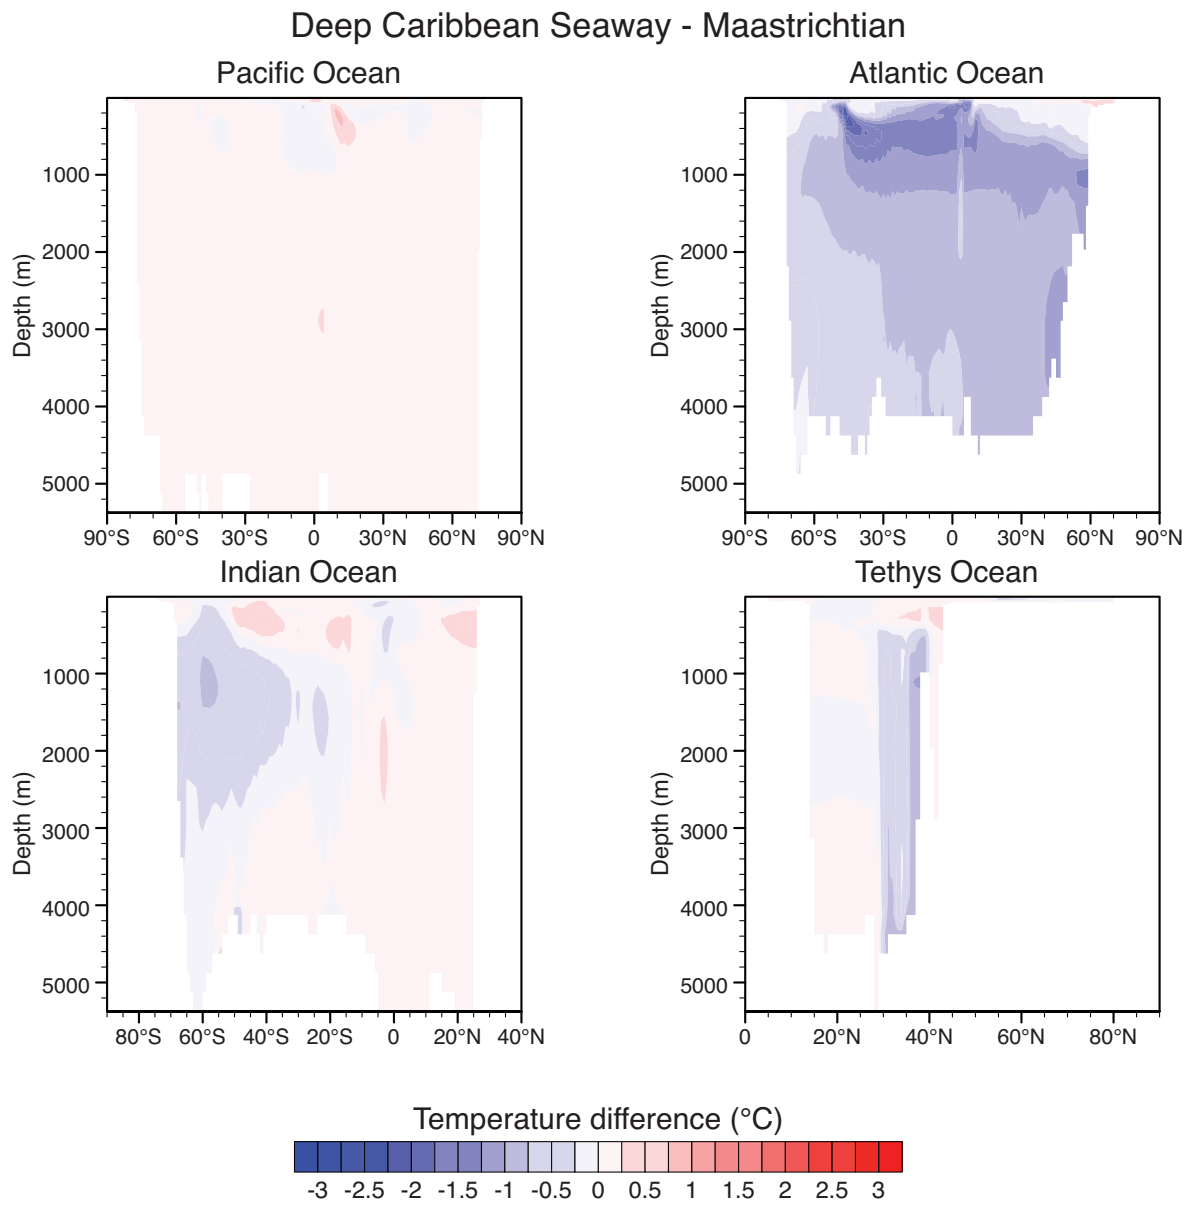 Deep Caribbean Seaway - Maastrichtian
Pacific Ocean
Atlantic Ocean
Depth (m)
1000
2000
3000
4000
5000
90°S 60°S 30°S 0 30°N 60°N 90°N
Depth (m)
1000
2000
3000
4000
5000
90°S 60°S 30°S 0 30°N 60°N 90°N
Indian Ocean
Tethys Ocean
Depth (m)
1000
2000
3000
4000
5000
80°S 60°S 40°S 20°S 0 20°N 40°N
Depth (m)
1000
2000
3000
4000
5000
0 20°N 40°N 60°N 80°N
Temperature difference (°C)
-3 -2.5 -2 -1.5 -1 -0.5 0 0.5 1 1.5 2 2.5 3